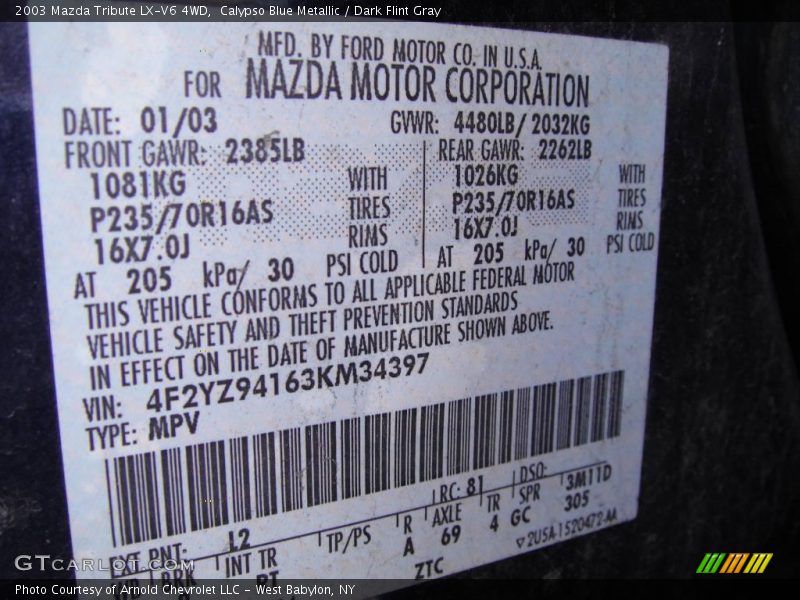 2003 Mazda Tribute LX-V6 4WD, Calypso Blue Metallic / Dark Flint Gray
MFD. BY FORD MOTOR CO. IN U.S.A.
FOR MAZDA MOTOR CORPORATION
DATE: 01/03 GVWR: 4480LB/ 2032KG
FRONT GAWR: 2385LB REAR GAWR: 2262LB
1081KG WITH 1026KG WITH
P235/70R16AS TIRES P235/70R16AS TIRES
16X7.0J RIMS 16X7.0J RIMS
AT 205 kPa/ 30 PSI COLD AT 205 kPa/ 30 PSI COLD
THIS VEHICLE CONFORMS TO ALL APPLICABLE FEDERAL MOTOR
VEHICLE SAFETY AND THEFT PREVENTION STANDARDS
IN EFFECT ON THE DATE OF MANUFACTURE SHOWN ABOVE.
VIN: 4F2YZ94163KM34397
TYPE: MPV
EXT PNT: L2 RC: 81 DSO: 3M11D
INT TR TP/PS R AXLE TR SPR
A 69 4 GC 305
ZTC
▽2U5A-1520472-AA
GTCarLot.com
Photo Courtesy of Arnold Chevrolet LLC - West Babylon, NY